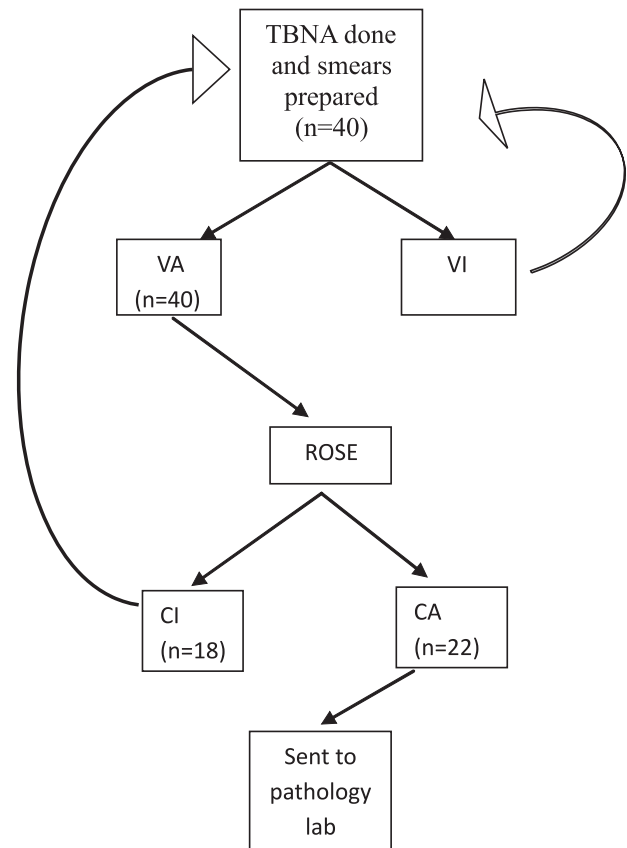 TBNA done
and smears
prepared
(n=40)
VA
(n=40)
VI
ROSE
CI
(n=18)
CA
(n=22)
Sent to
pathology
lab